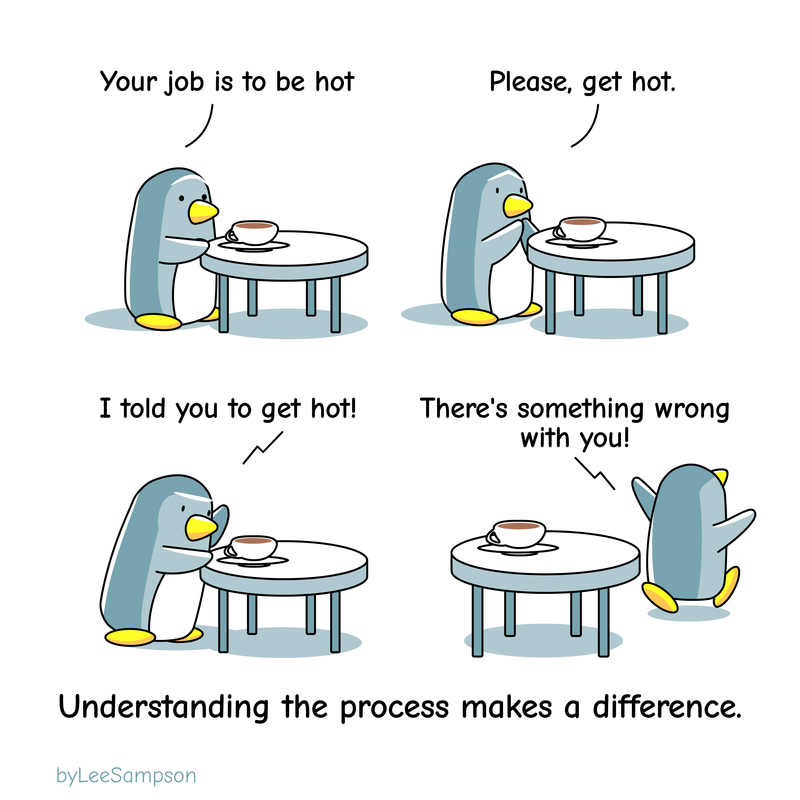 Your job is to be hot
Please, get hot.
I told you to get hot!
There's something wrong
with you!
Understanding the process makes a difference.
byLeeSampson